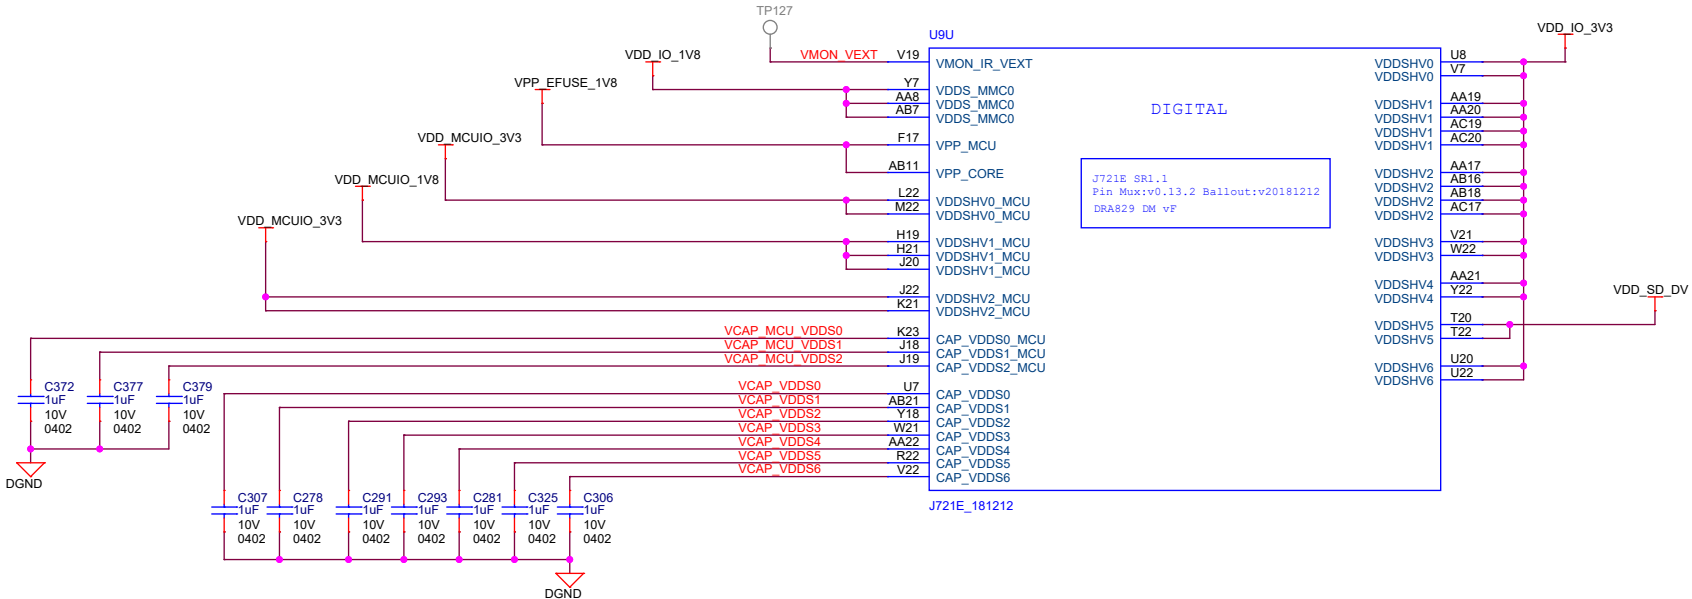 TP127
U9U
VDD_IO_3V3
VDD_IO_1V8
VMON_VEXT V19 VMON_IR_VEXT
VPP_EFUSE_1V8
Y7 VDDS_MMC0
AA8 VDDS_MMC0
AB7 VDDS_MMC0
VDD_MCUIO_3V3
F17 VPP_MCU
AB11 VPP_CORE
VDD_MCUIO_1V8
L22 VDDSHV0_MCU
M22 VDDSHV0_MCU
VDD_MCUIO_3V3
H19 VDDSHV1_MCU
H21 VDDSHV1_MCU
J20 VDDSHV1_MCU
J22 VDDSHV2_MCU
K21 VDDSHV2_MCU
VCAP_MCU_VDDS0 K23 CAP_VDDS0_MCU
VCAP_MCU_VDDS1 J18 CAP_VDDS1_MCU
VCAP_MCU_VDDS2 J19 CAP_VDDS2_MCU
VCAP_VDDS0 U7 CAP_VDDS0
VCAP_VDDS1 AB21 CAP_VDDS1
VCAP_VDDS2 Y18 CAP_VDDS2
VCAP_VDDS3 W21 CAP_VDDS3
VCAP_VDDS4 AA22 CAP_VDDS4
VCAP_VDDS5 R22 CAP_VDDS5
VCAP_VDDS6 V22 CAP_VDDS6
DIGITAL
J721E SR1.1
Pin Mux:v0.13.2 Ballout:v20181212
DRA829 DM vF
VDDSHV0 U8
VDDSHV0 V7
VDDSHV1 AA19
VDDSHV1 AA20
VDDSHV1 AC19
VDDSHV1 AC20
VDDSHV2 AA17
VDDSHV2 AB16
VDDSHV2 AB18
VDDSHV2 AC17
VDDSHV3 V21
VDDSHV3 W22
VDDSHV4 AA21
VDDSHV4 Y22
VDD_SD_DV
VDDSHV5 T20
VDDSHV5 T22
VDDSHV6 U20
VDDSHV6 U22
J721E_181212
C372
1uF
10V
0402
C377
1uF
10V
0402
C379
1uF
10V
0402
DGND
C307
1uF
10V
0402
C278
1uF
10V
0402
C291
1uF
10V
0402
C293
1uF
10V
0402
C281
1uF
10V
0402
C325
1uF
10V
0402
C306
1uF
10V
0402
DGND